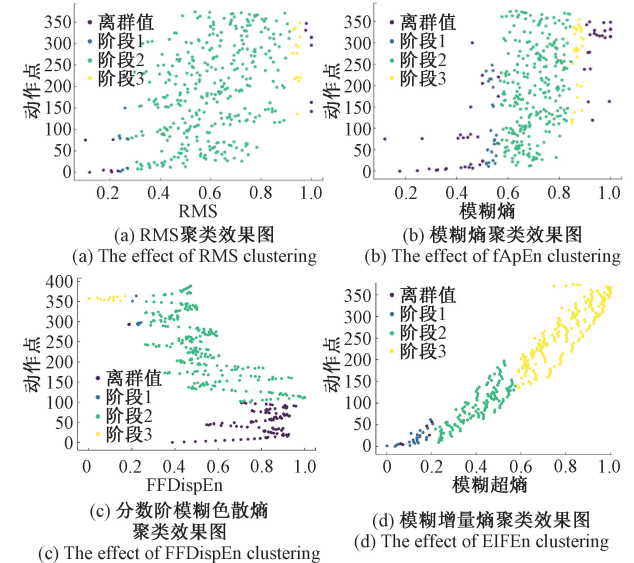 350
300
250
200
150
100
50
0
动作点
离群值
阶段1
阶段2
阶段3
0.2 0.4 0.6 0.8 1.0
RMS
(a) RMS聚类效果图
(a) The effect of RMS clustering
350
300
250
200
150
100
50
0
动作点
离群值
阶段1
阶段2
阶段3
0.2 0.4 0.6 0.8 1.0
模糊熵
(b) 模糊熵聚类效果图
(b) The effect of fApEn clustering
400
350
300
250
200
150
100
50
0
动作点
离群值
阶段1
阶段2
阶段3
0 0.2 0.4 0.6 0.8 1.0
FFDispEn
(c) 分数阶模糊色散熵
聚类效果图
(c) The effect of FFDispEn clustering
350
300
250
200
150
100
50
0
动作点
离群值
阶段1
阶段2
阶段3
0 0.2 0.4 0.6 0.8 1.0
模糊超熵
(d) 模糊增量熵聚类效果图
(d) The effect of EIFEn clustering